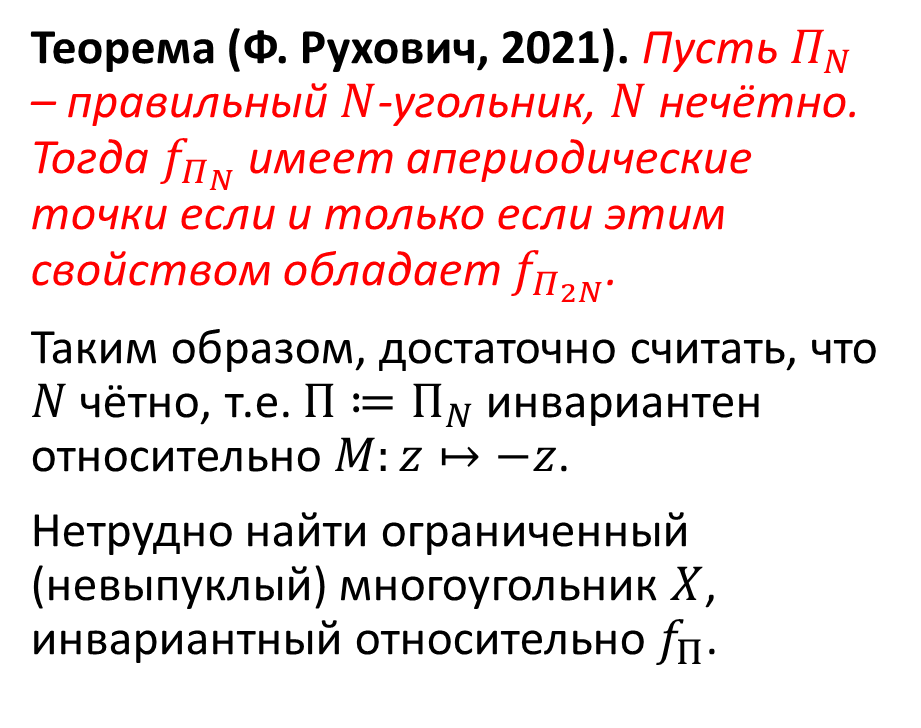 Теорема (Ф. Рухович, 2021). Пусть Π_N
– правильный N-угольник, N нечётно.
Тогда f_{Π_N} имеет апериодические
точки если и только если этим
свойством обладает f_{Π_{2N}}.
Таким образом, достаточно считать, что
N чётно, т.е. Π ≔ Π_N инвариантен
относительно M: z ↦ −z.
Нетрудно найти ограниченный
(невыпуклый) многоугольник X,
инвариантный относительно f_Π.